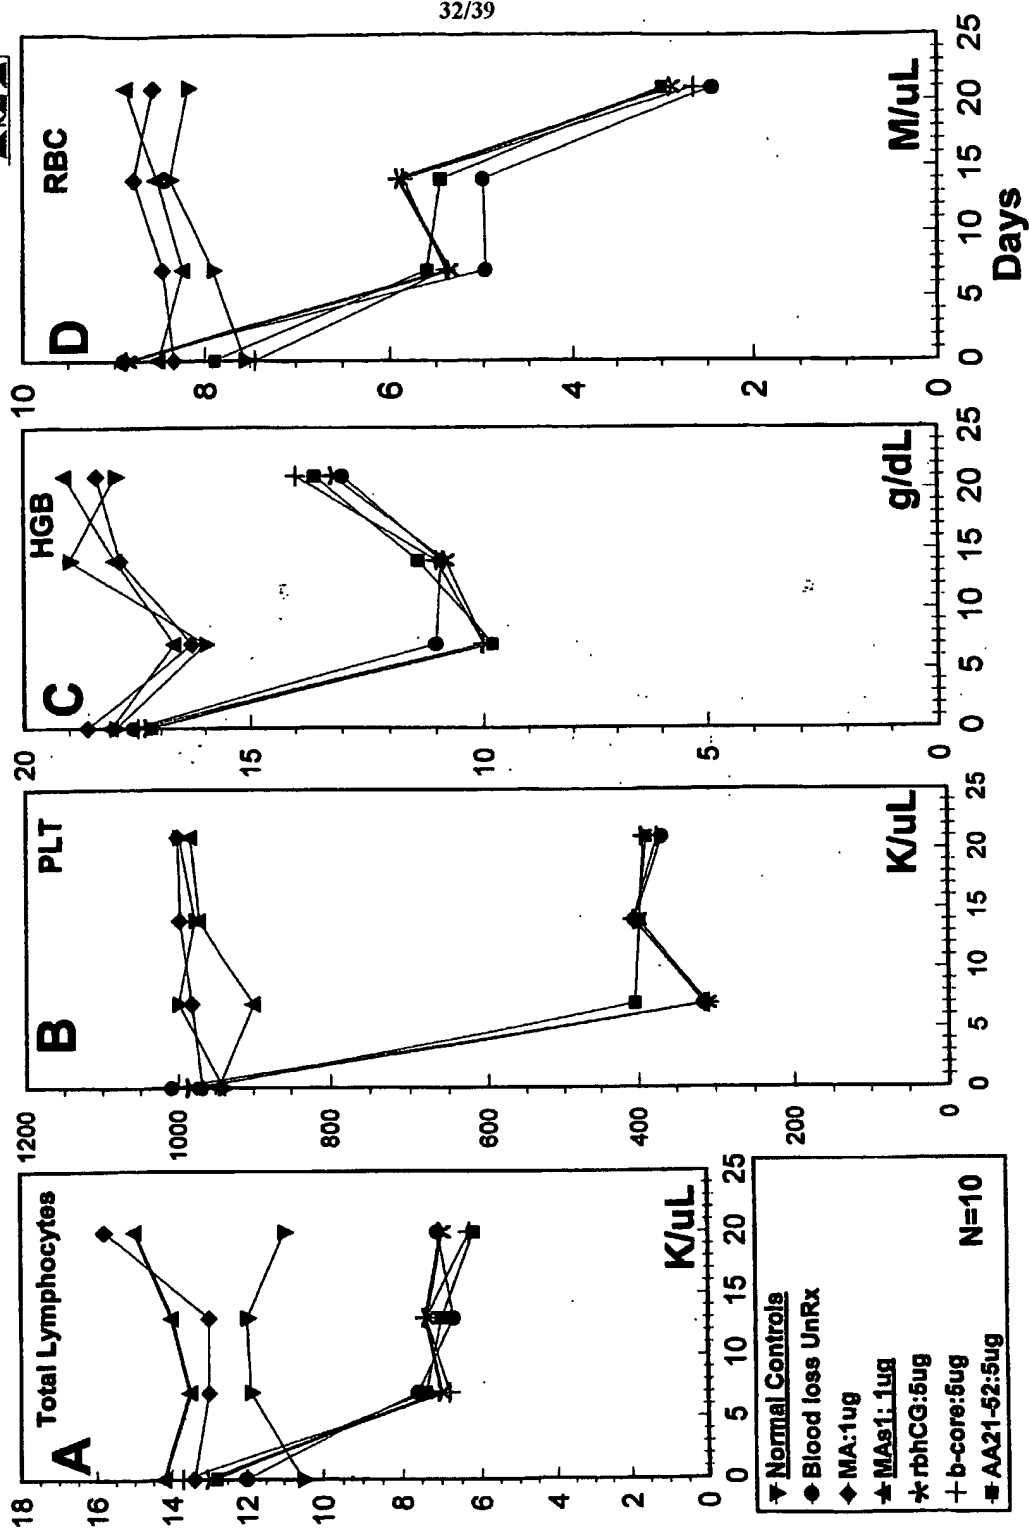 32/39
A
Total Lymphocytes
18
16
14
12
10
8
6
4
2
0
K/uL
0
5
10
15
20
25
B
PLT
1200
1000
800
600
400
200
0
K/uL
0
5
10
15
20
25
C
HGB
20
15
10
5
0
g/dL
0
5
10
15
20
25
D
RBC
10
8
6
4
2
0
M/uL
0
5
10
15
20
25
Days
Normal Controls
Blood loss UnRx
MA:1ug
MAs1: 1ug
rbhCG:5ug
b-core:5ug
AA21-52:5ug
N=10